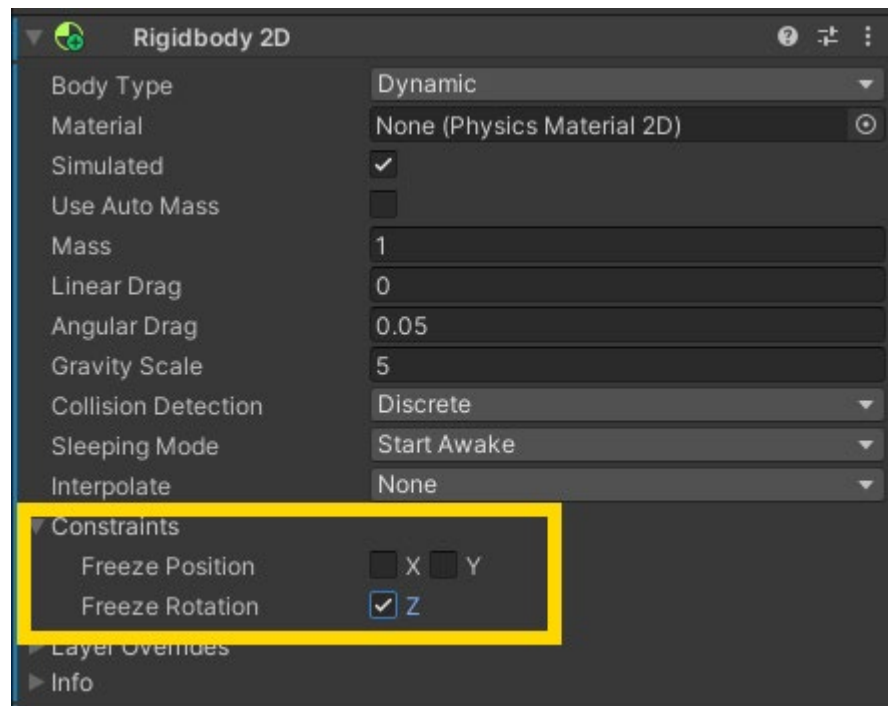 Rigidbody 2D
Body Type Dynamic
Material None (Physics Material 2D)
Simulated
Use Auto Mass
Mass 1
Linear Drag 0
Angular Drag 0.05
Gravity Scale 5
Collision Detection Discrete
Sleeping Mode Start Awake
Interpolate None
Constraints
Freeze Position X Y
Freeze Rotation Z
Layer Overrides
Info